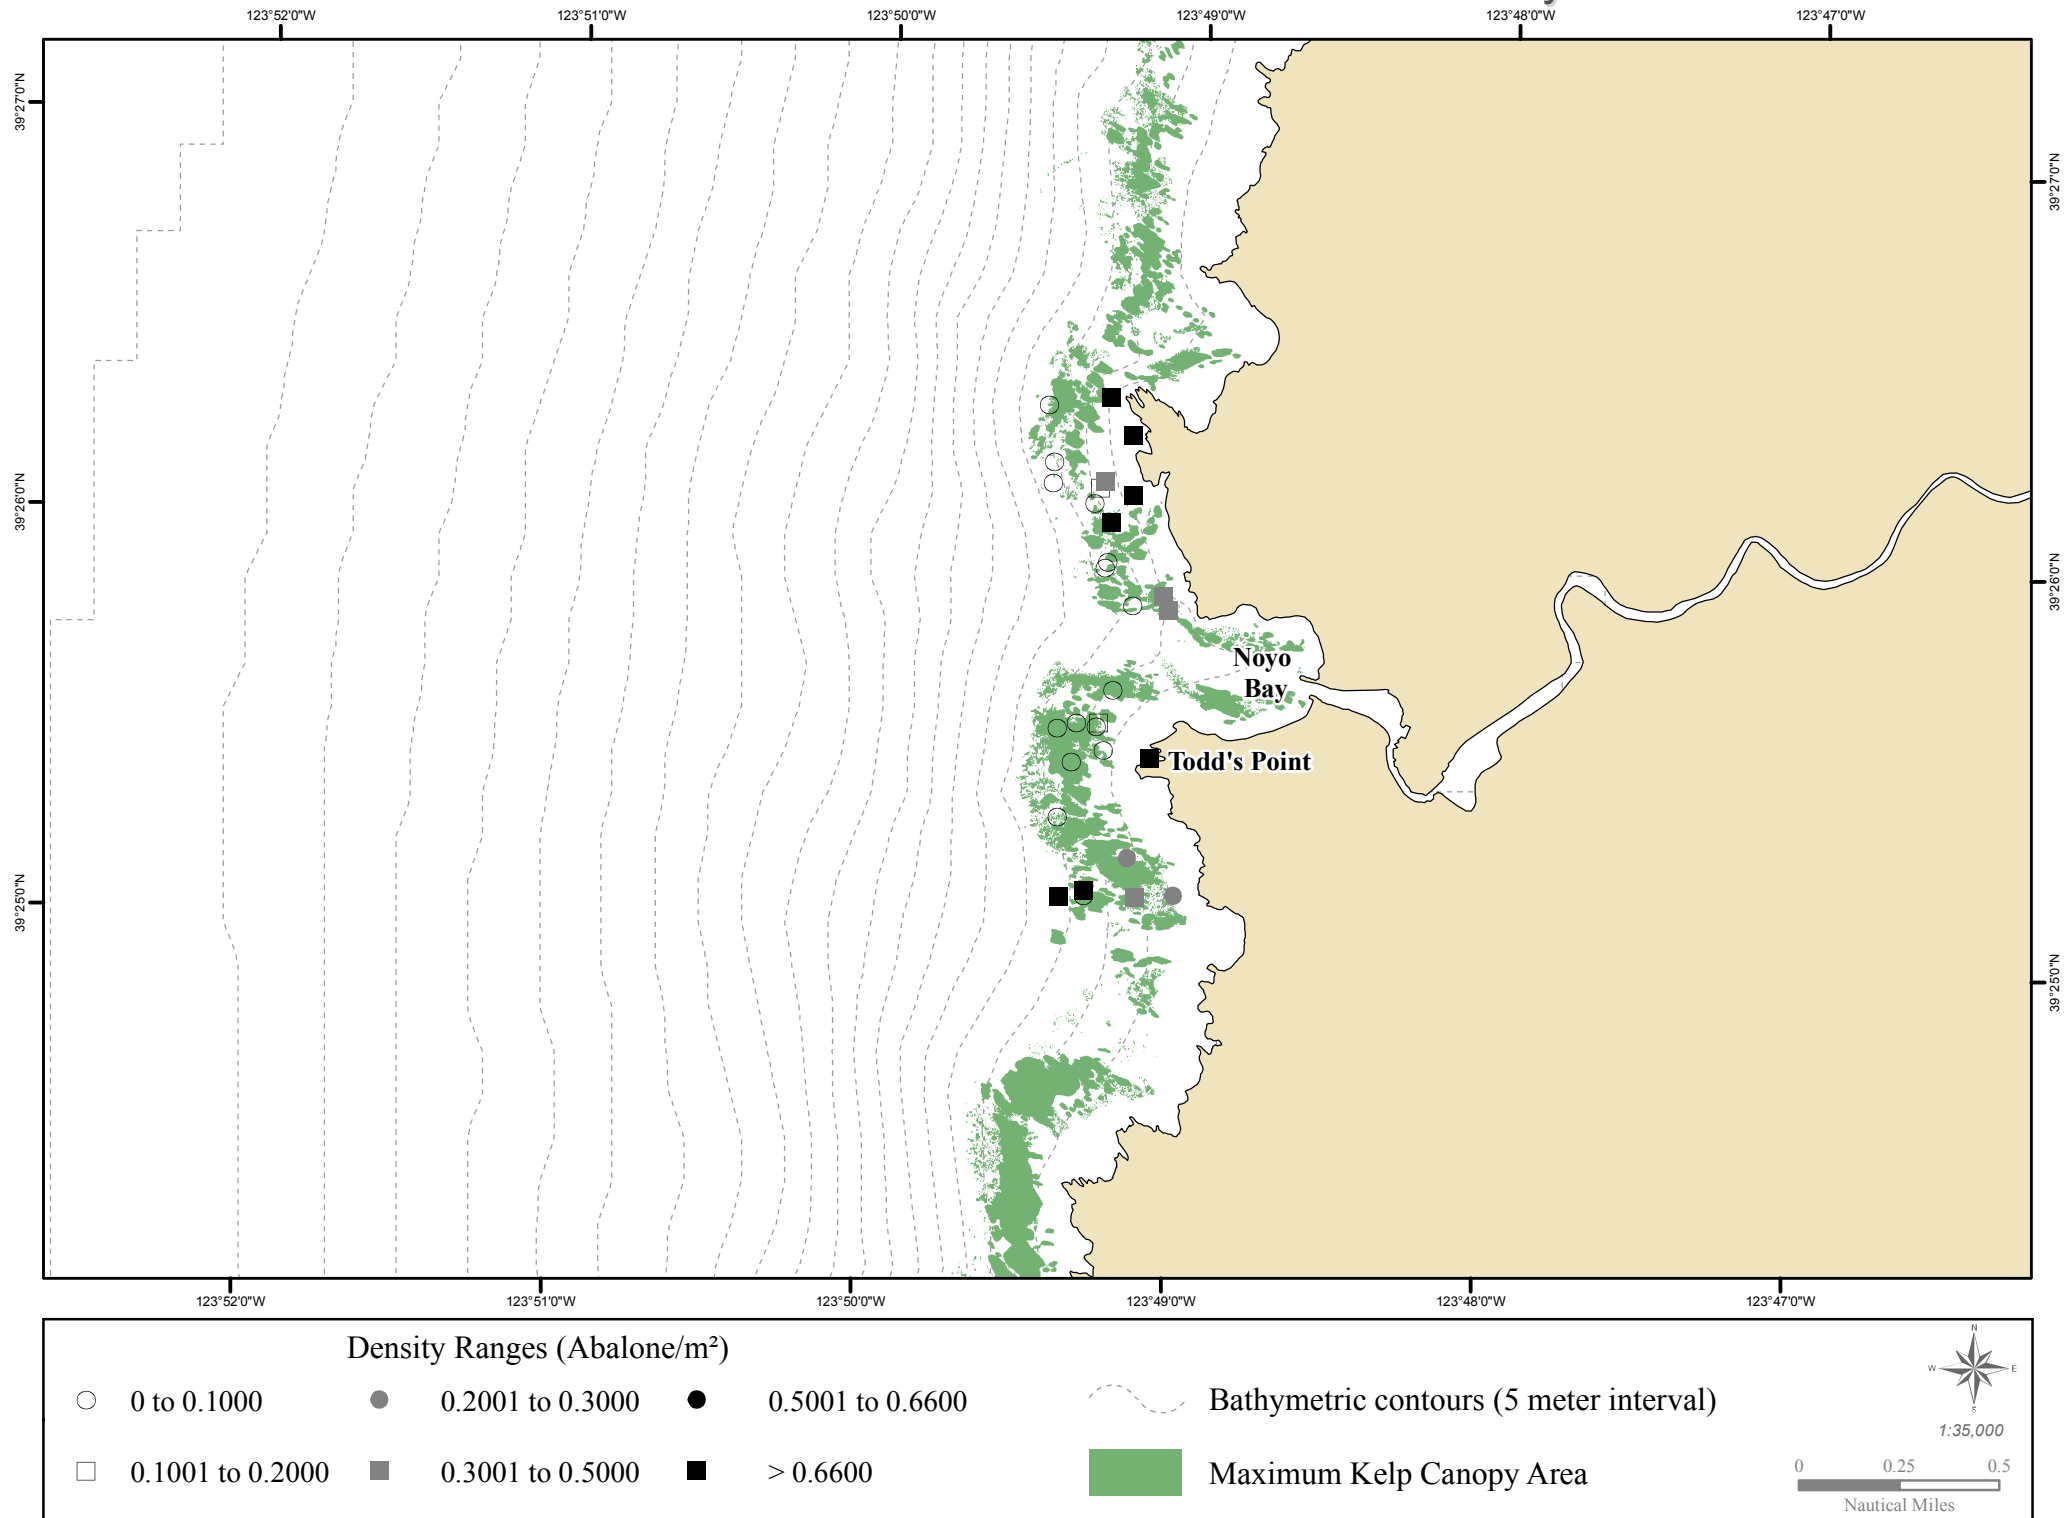 123°52'0"W 123°51'0"W 123°50'0"W 123°49'0"W 123°48'0"W 123°47'0"W
39°27'0"N
39°27'0"N
39°26'0"N
39°26'0"N
Noyo
Bay
Todd's Point
39°25'0"N
39°25'0"N
123°52'0"W 123°51'0"W 123°50'0"W 123°49'0"W 123°48'0"W 123°47'0"W
Density Ranges (Abalone/m²)
0 to 0.1000 0.2001 to 0.3000 0.5001 to 0.6600 Bathymetric contours (5 meter interval)
0.1001 to 0.2000 0.3001 to 0.5000 > 0.6600 Maximum Kelp Canopy Area
N
W E
S
1:35,000
0 0.25 0.5
Nautical Miles